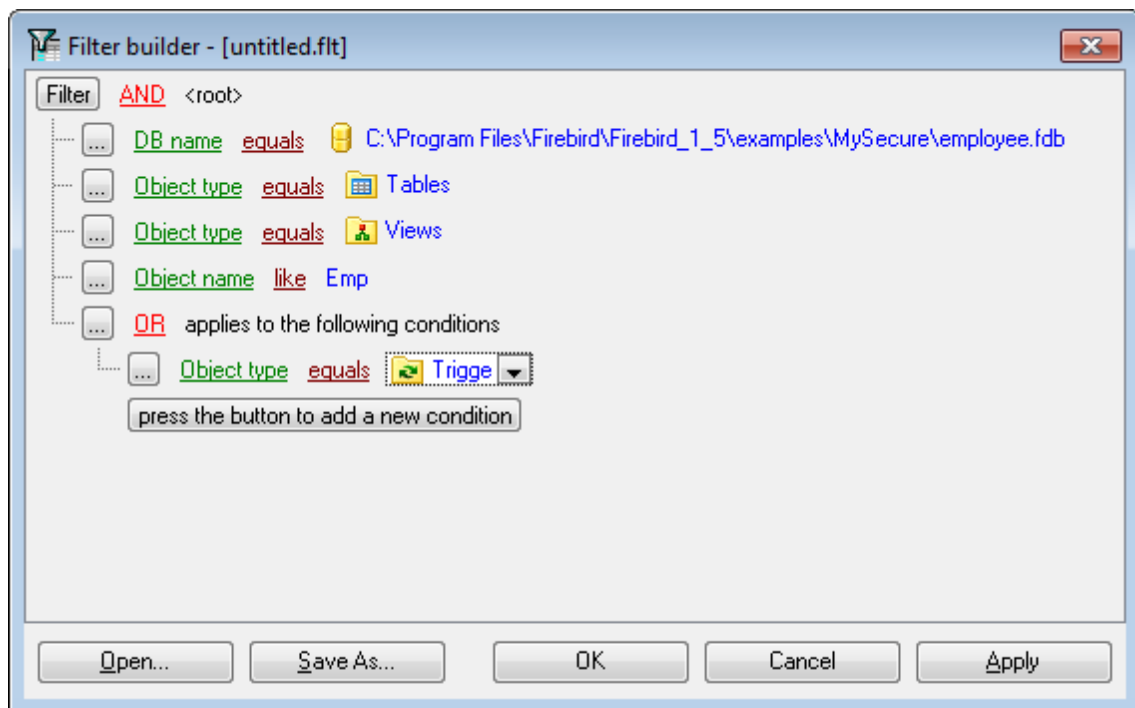 Filter builder - [untitled.flt]
Filter AND <root>
... DB name equals C:\Program Files\Firebird\Firebird_1_5\examples\MySecure\employee.fdb
... Object type equals Tables
... Object type equals Views
... Object name like Emp
... OR applies to the following conditions
... Object type equals Trigge
press the button to add a new condition
Open... Save As... OK Cancel Apply